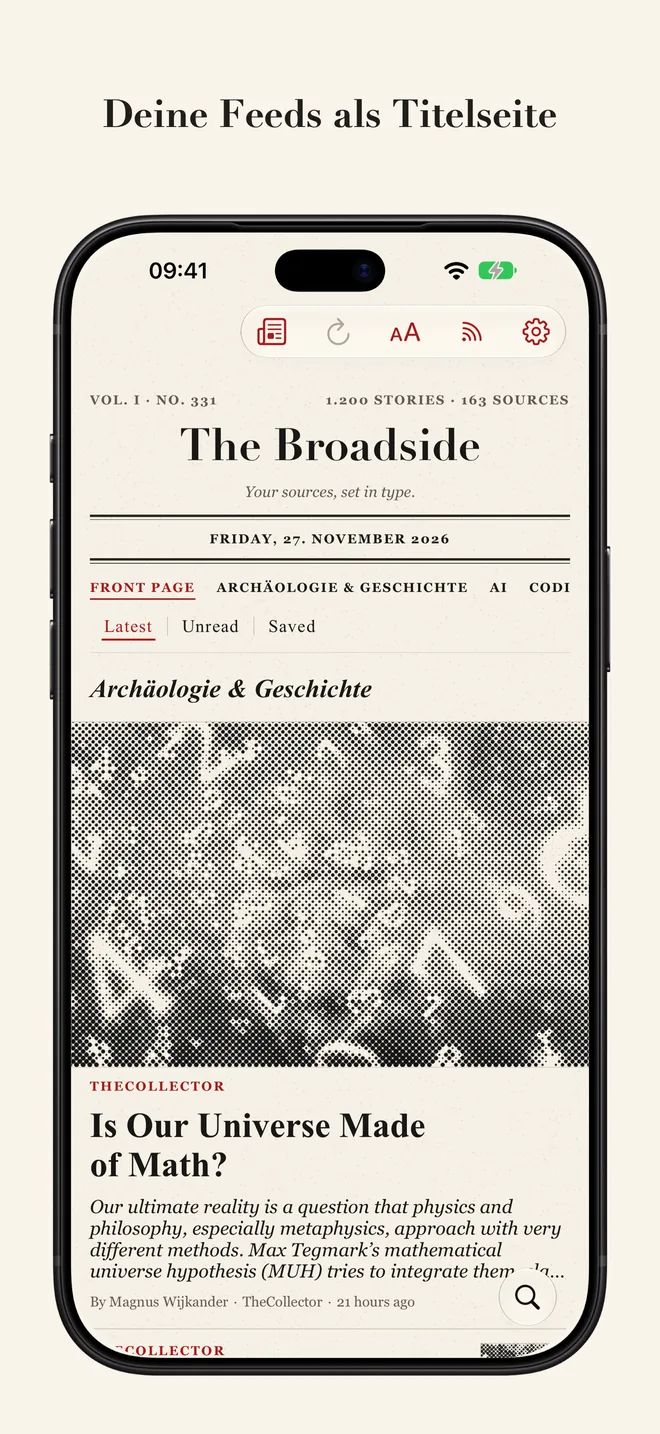 Deine Feeds als Titelseite
09:41
AA
VOL. I · NO. 331
1.200 STORIES · 163 SOURCES
The Broadside
Your sources, set in type.
FRIDAY, 27. NOVEMBER 2026
FRONT PAGE ARCHÄOLOGIE & GESCHICHTE AI CODI
Latest Unread Saved
Archäologie & Geschichte
THECOLLECTOR
Is Our Universe Made
of Math?
Our ultimate reality is a question that physics and
philosophy, especially metaphysics, approach with very
different methods. Max Tegmark’s mathematical
universe hypothesis (MUH) tries to integrate them
By Magnus Wijkander · TheCollector · 21 hours ago